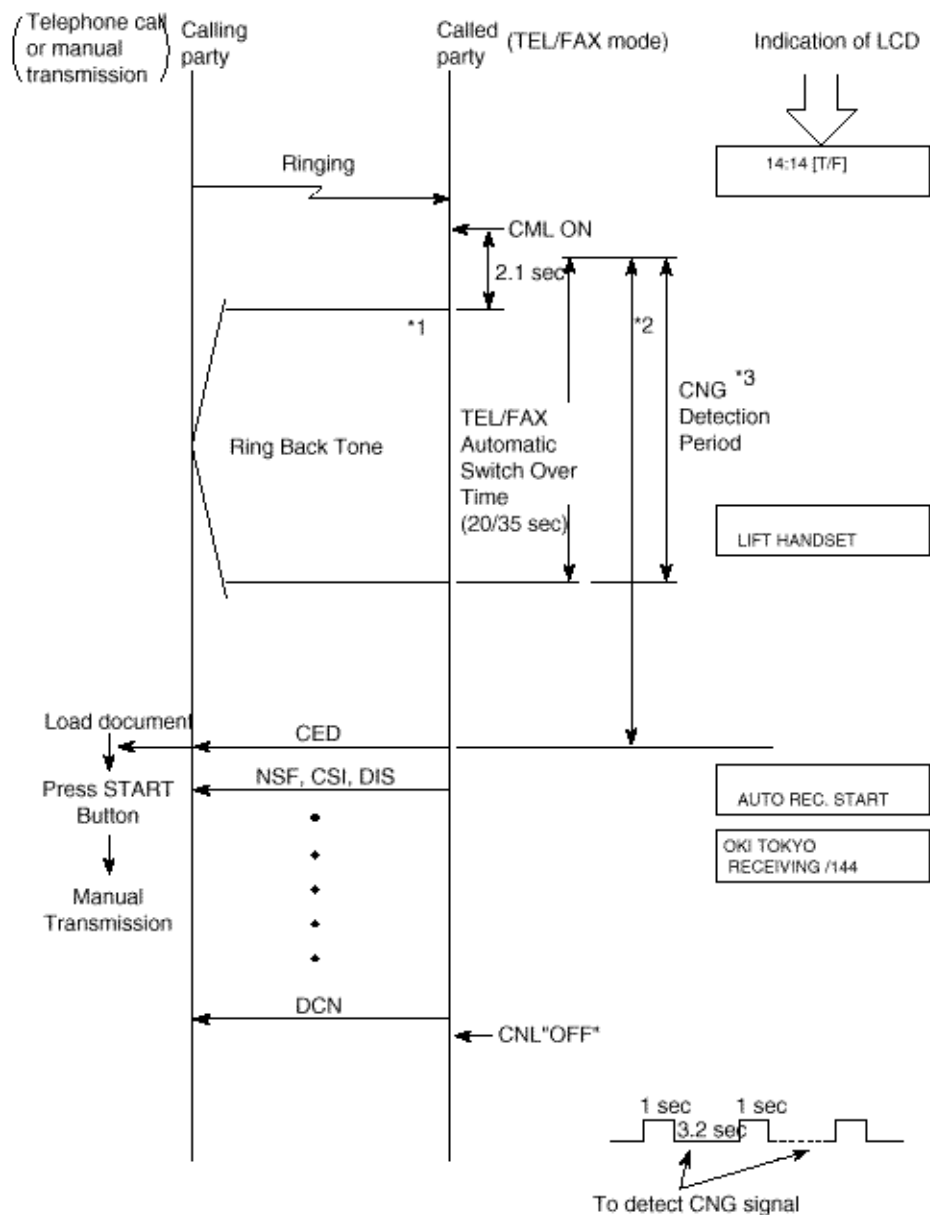 (Telephone call
or manual
transmission)
Calling
party
Called
party
(TEL/FAX mode)
Indication of LCD
14:14 [T/F]
Ringing
CML ON
2.1 sec
*1
*2
CNG *3
Detection
Period
Ring Back Tone
TEL/FAX
Automatic
Switch Over
Time
(20/35 sec)
LIFT HANDSET
Load document
CED
NSF, CSI, DIS
Press START
Button
AUTO REC. START
OKI TOKYO
RECEIVING /144
Manual
Transmission
DCN
CNL"OFF"
1 sec
1 sec
3.2 sec
To detect CNG signal